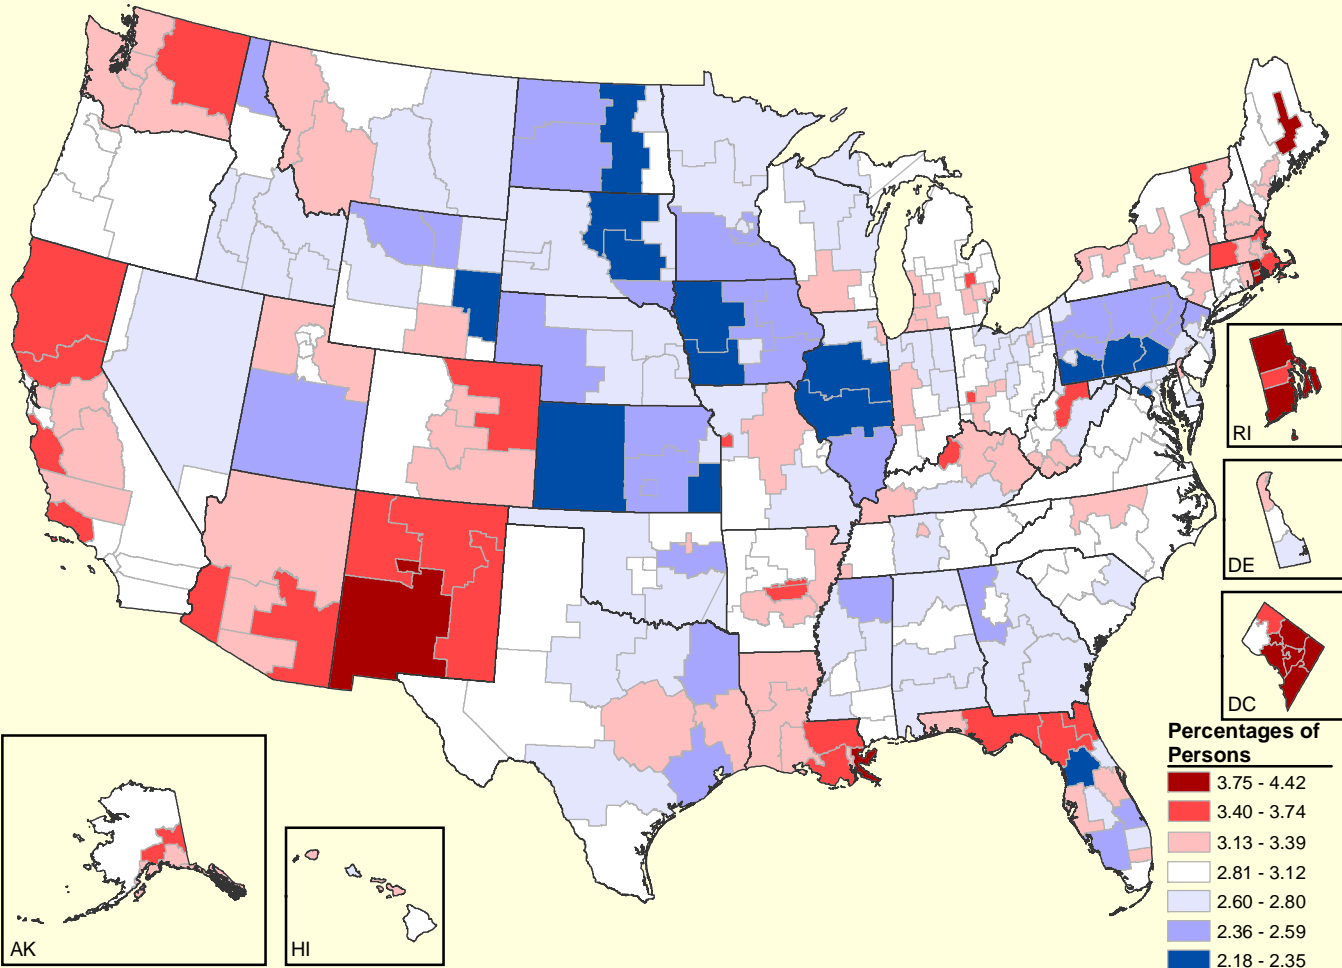 RI
DE
DC
AK
HI
Percentages of
Persons
3.75 - 4.42
3.40 - 3.74
3.13 - 3.39
2.81 - 3.12
2.60 - 2.80
2.36 - 2.59
2.18 - 2.35